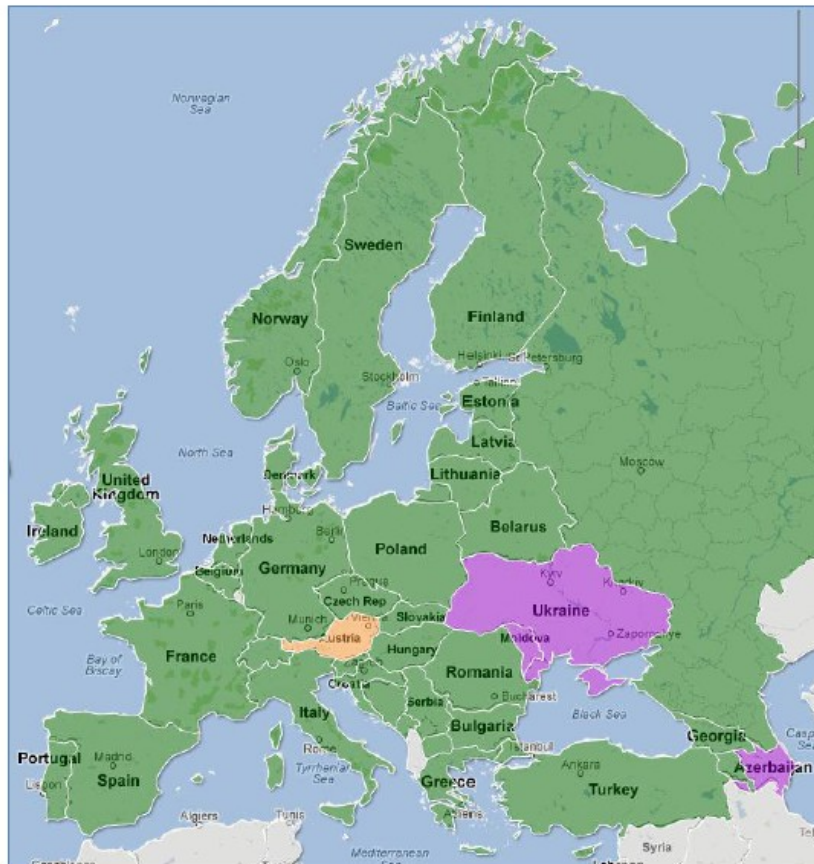 Norwegian
Sea
Sweden
Norway
Finland
Oslo
Helsinki
St Petersburg
Stockholm
Tallinn
Baltic Sea
Estonia
North Sea
Latvia
Moscow
United
Kingdom
Denmark
Lithuania
Ireland
Hamburg
Belarus
Netherlands
Berlin
Poland
London
Belgium
Germany
Kyiv
Kharkiv
Prague
Celtic Sea
Paris
Czech Rep
Ukraine
Munich
Vienna
Slovakia
Austria
Moldova
Zaporozhye
Bay of
Biscay
France
Hungary
Romania
Croatia
Bucharest
Serbia
Italy
Black Sea
Bulgaria
Georgia
Portugal
Madrid
Rome
Istanbul
Lisbon
Spain
Tyrrhenian
Sea
Ankara
Azerbaijan
Greece
Turkey
Athens
Algiers
Tunis
Syria
Mediterranean